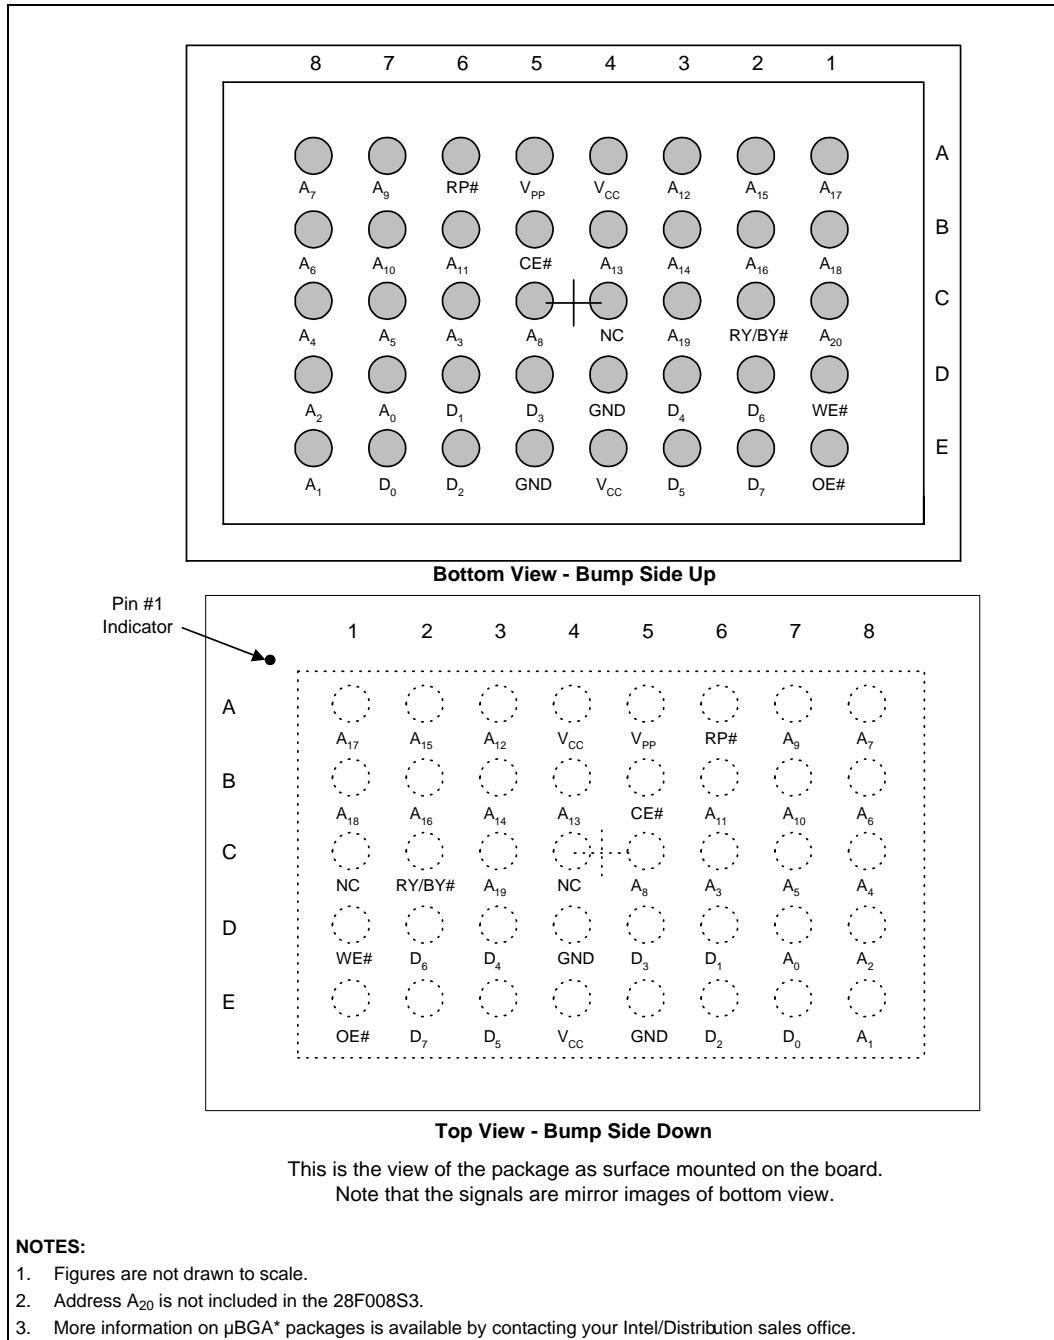 8 7 6 5 4 3 2 1
A
A7 A9 RP# VPP VCC A12 A15 A17
B
A6 A10 A11 CE# A13 A14 A16 A18
C
A4 A5 A3 A8 NC A19 RY/BY# A20
D
A2 A0 D1 D3 GND D4 D6 WE#
E
A1 D0 D2 GND VCC D5 D7 OE#
Bottom View - Bump Side Up
Pin #1
Indicator
1 2 3 4 5 6 7 8
A
A17 A15 A12 VCC VPP RP# A9 A7
B
A18 A16 A14 A13 CE# A11 A10 A6
C
NC RY/BY# A19 NC A8 A3 A5 A4
D
WE# D6 D4 GND D3 D1 A0 A2
E
OE# D7 D5 VCC GND D2 D0 A1
Top View - Bump Side Down
This is the view of the package as surface mounted on the board.
Note that the signals are mirror images of bottom view.
NOTES:
1. Figures are not drawn to scale.
2. Address A20 is not included in the 28F008S3.
3. More information on µBGA* packages is available by contacting your Intel/Distribution sales office.